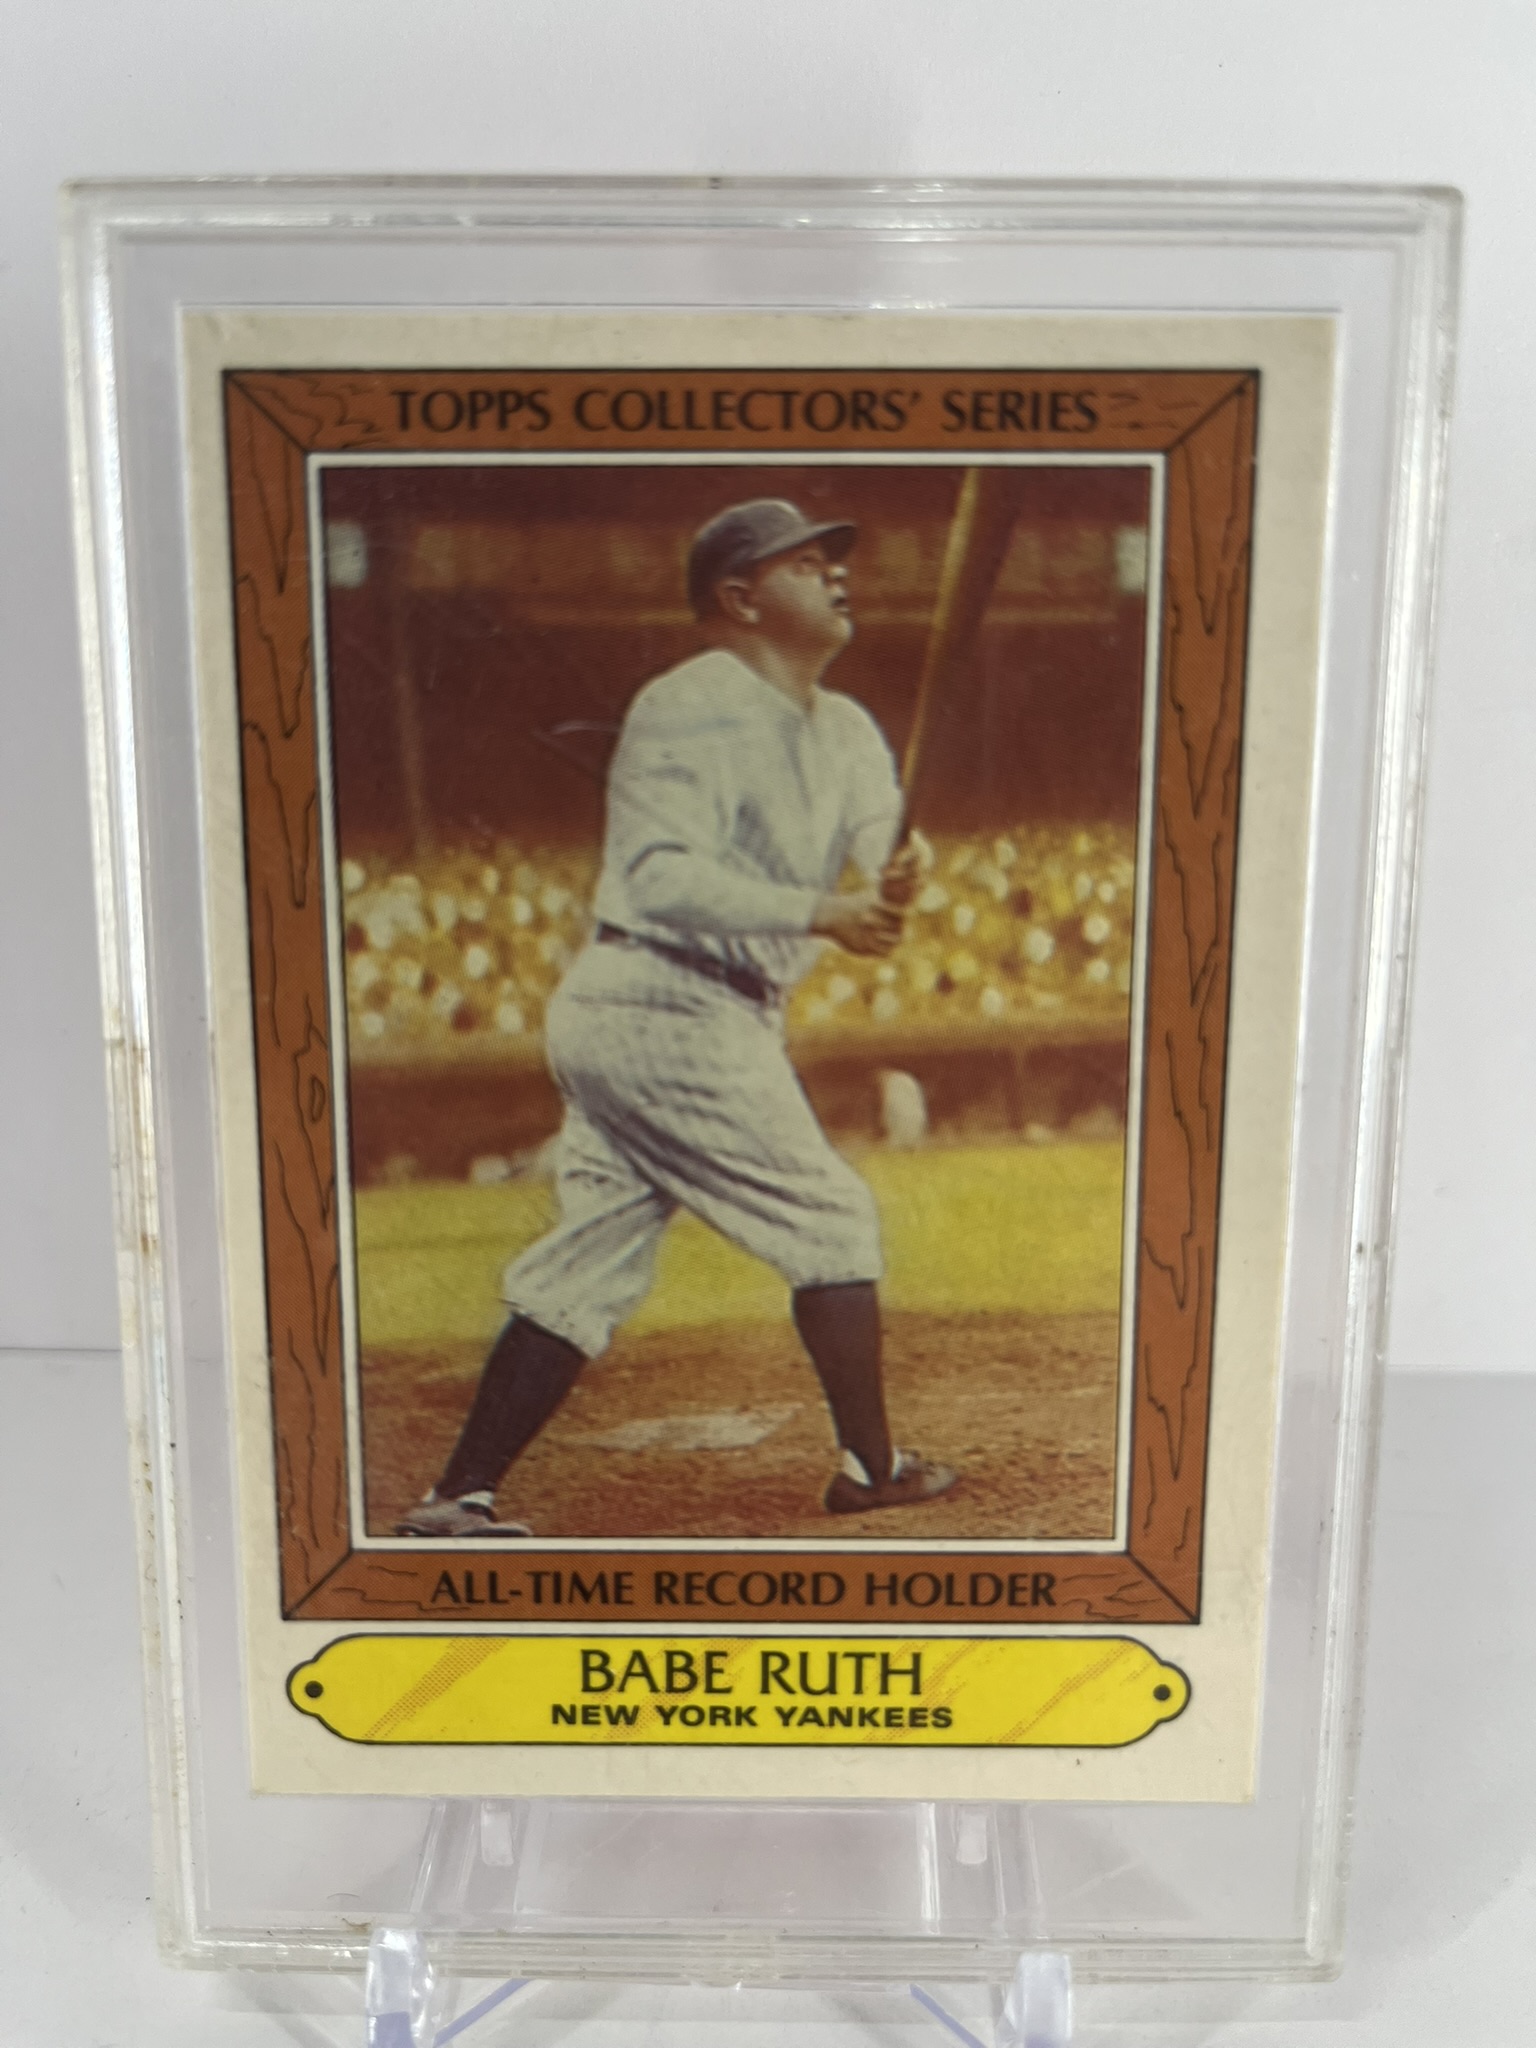 TOPPS COLLECTORS' SERIES
ALL-TIME RECORD HOLDER
BABE RUTH
NEW YORK YANKEES